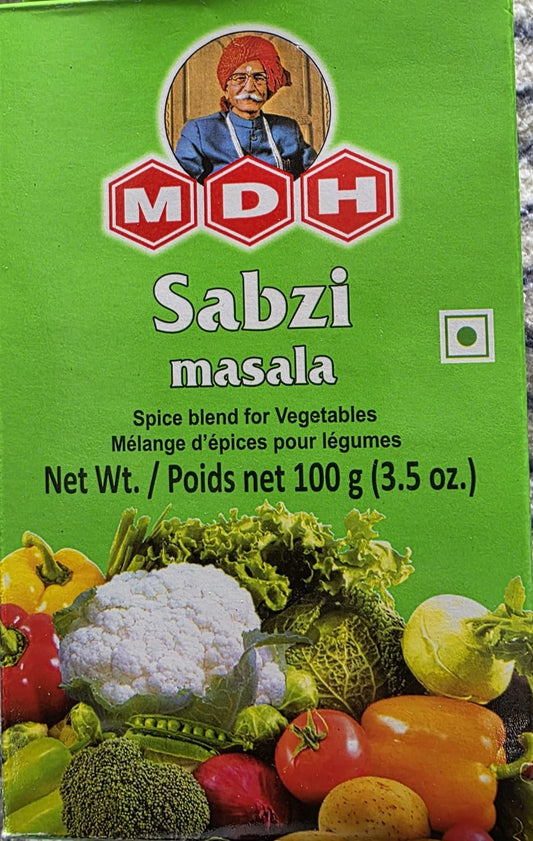 MDH
Sabzi
masala
Spice blend for Vegetables
Mélange d'épices pour légumes
Net Wt. / Poids net 100 g (3.5 oz.)